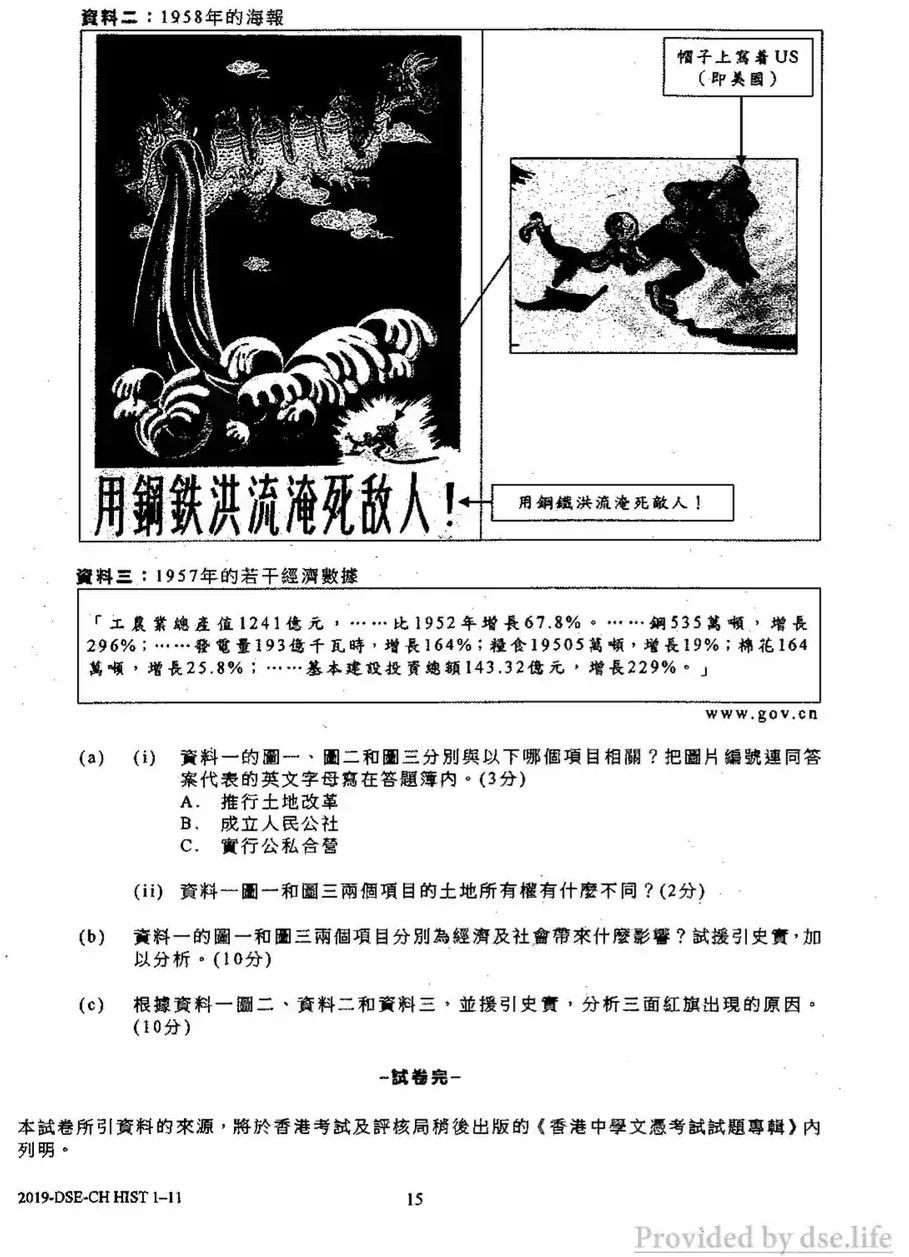 資料二：1958年的海報
帽子上寫着US
（即美國）
用鋼鉄洪流淹死敌人！
用鋼鐵洪流淹死敵人！
資料三：1957年的若干經濟數據
「工農業總產值1241億元，……比1952年增長67.8%。……鋼535萬噸，增長
296%；……發電量193億千瓦時，增長164%；糧食19505萬噸，增長19%；棉花164
萬噸，增長25.8%；……基本建設投資總額143.32億元，增長229%。」
www.gov.cn
(a) (i) 資料一的圖一、圖二和圖三分別與以下哪個項目相關？把圖片編號連同答
案代表的英文字母寫在答題簿內。(3分)
A. 推行土地改革
B. 成立人民公社
C. 實行公私合營
(ii) 資料一圖一和圖三兩個項目的土地所有權有什麼不同？(2分)
(b) 資料一的圖一和圖三兩個項目分別為經濟及社會帶來什麼影響？試援引史實，加
以分析。(10分)
(c) 根據資料一圖二、資料二和資料三，並援引史實，分析三面紅旗出現的原因。
(10分)
–試卷完–
本試卷所引資料的來源，將於香港考試及評核局稍後出版的《香港中學文憑考試試題專輯》內
列明。
2019-DSE-CH HIST 1–11
15
Provided by dse.life